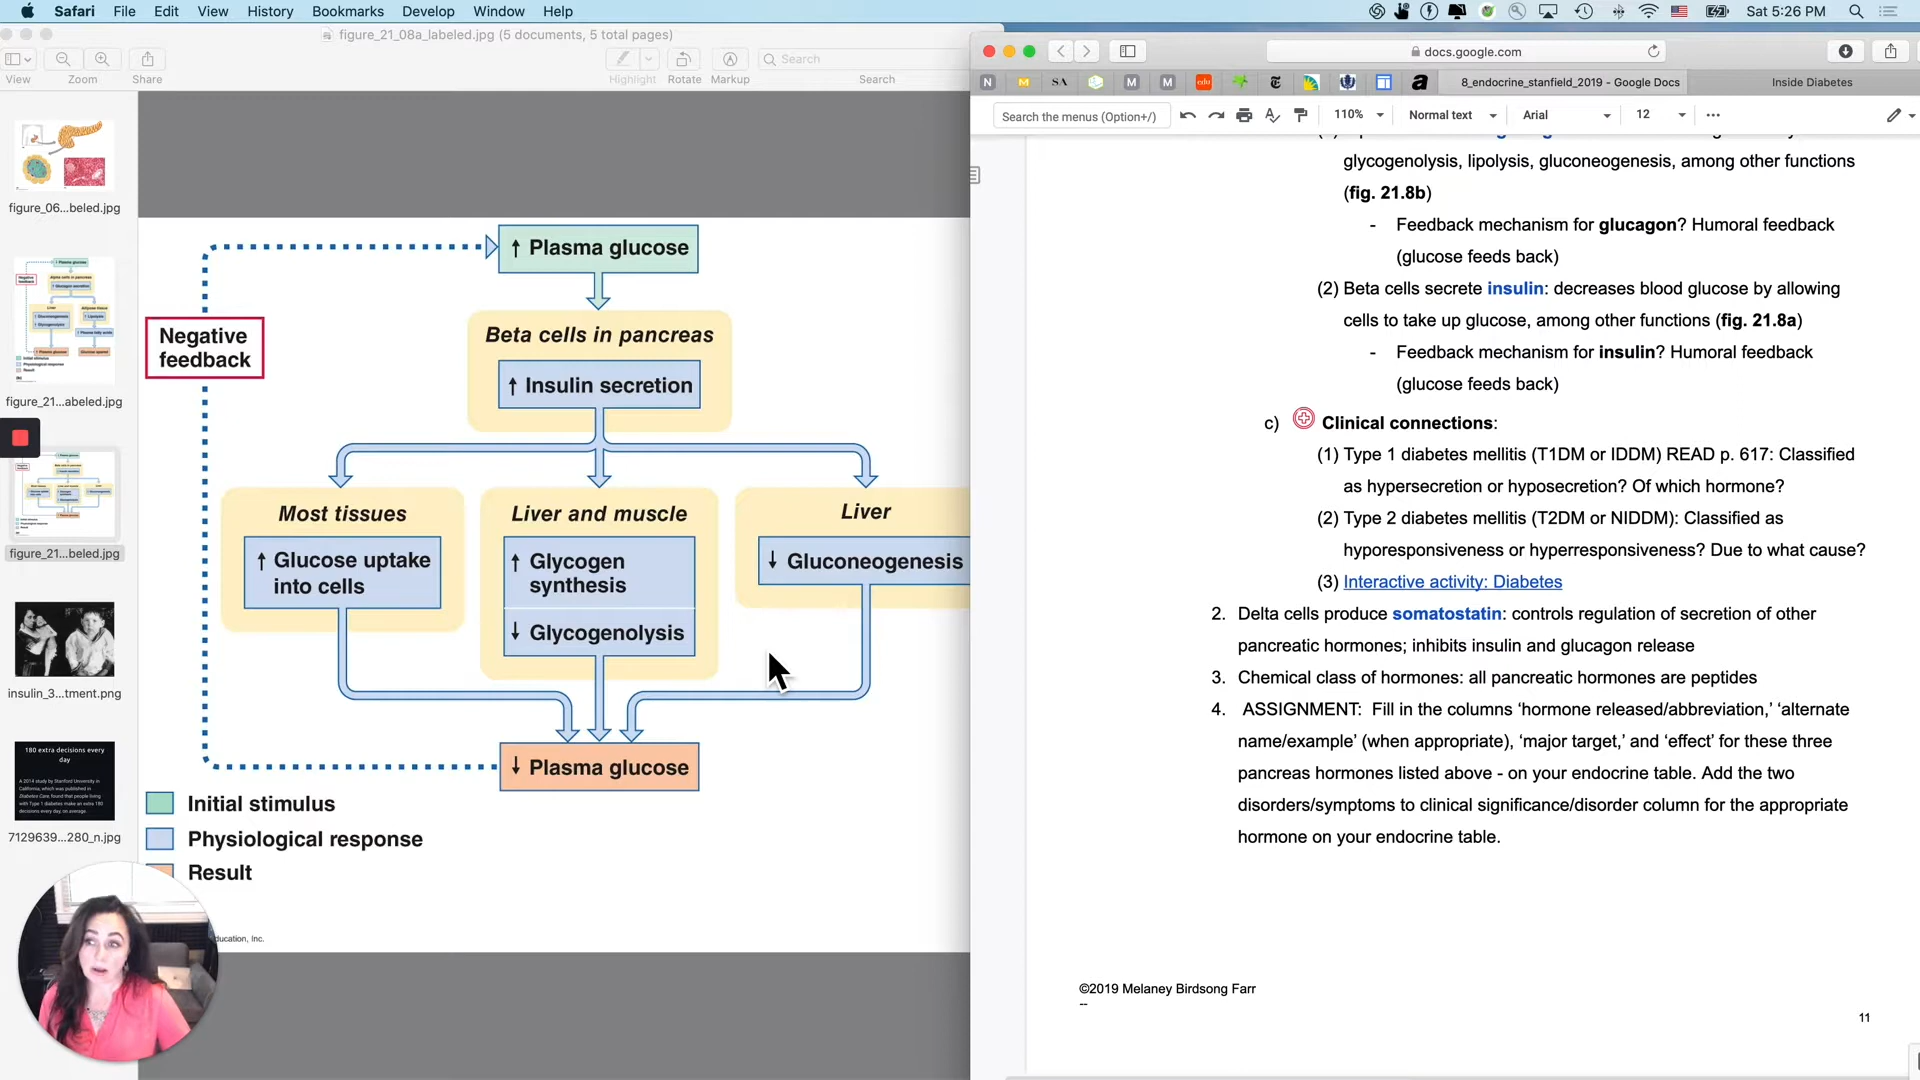 Safari File Edit View History Bookmarks Develop Window Help
Sat 5:26 PM
figure_21_08a_labeled.jpg (5 documents, 5 total pages)
View
Zoom
Share
Highlight
Rotate
Markup
Search
Search
figure_06...beled.jpg
figure_21...abeled.jpg
figure_21...beled.jpg
insulin_3...tment.png
180 extra decisions every
day
7129639...280_n.jpg
↑ Plasma glucose
Negative
feedback
Beta cells in pancreas
↑ Insulin secretion
Most tissues
↑ Glucose uptake
into cells
Liver and muscle
↑ Glycogen
synthesis
↓ Glycogenolysis
Liver
↓ Gluconeogenesis
↓ Plasma glucose
Initial stimulus
Physiological response
Result
ducation, Inc.
docs.google.com
8_endocrine_stanfield_2019 - Google Docs
Inside Diabetes
Search the menus (Option+/)
110%
Normal text
Arial
12
glycogenolysis, lipolysis, gluconeogenesis, among other functions
(fig. 21.8b)
- Feedback mechanism for glucagon? Humoral feedback
(glucose feeds back)
(2) Beta cells secrete insulin: decreases blood glucose by allowing
cells to take up glucose, among other functions (fig. 21.8a)
- Feedback mechanism for insulin? Humoral feedback
(glucose feeds back)
c) Clinical connections:
(1) Type 1 diabetes mellitis (T1DM or IDDM) READ p. 617: Classified
as hypersecretion or hyposecretion? Of which hormone?
(2) Type 2 diabetes mellitis (T2DM or NIDDM): Classified as
hyporesponsiveness or hyperresponsiveness? Due to what cause?
(3) Interactive activity: Diabetes
2. Delta cells produce somatostatin: controls regulation of secretion of other
pancreatic hormones; inhibits insulin and glucagon release
3. Chemical class of hormones: all pancreatic hormones are peptides
4. ASSIGNMENT: Fill in the columns ‘hormone released/abbreviation,’ ‘alternate
name/example’ (when appropriate), ‘major target,’ and ‘effect’ for these three
pancreas hormones listed above - on your endocrine table. Add the two
disorders/symptoms to clinical significance/disorder column for the appropriate
hormone on your endocrine table.
©2019 Melaney Birdsong Farr
--
11